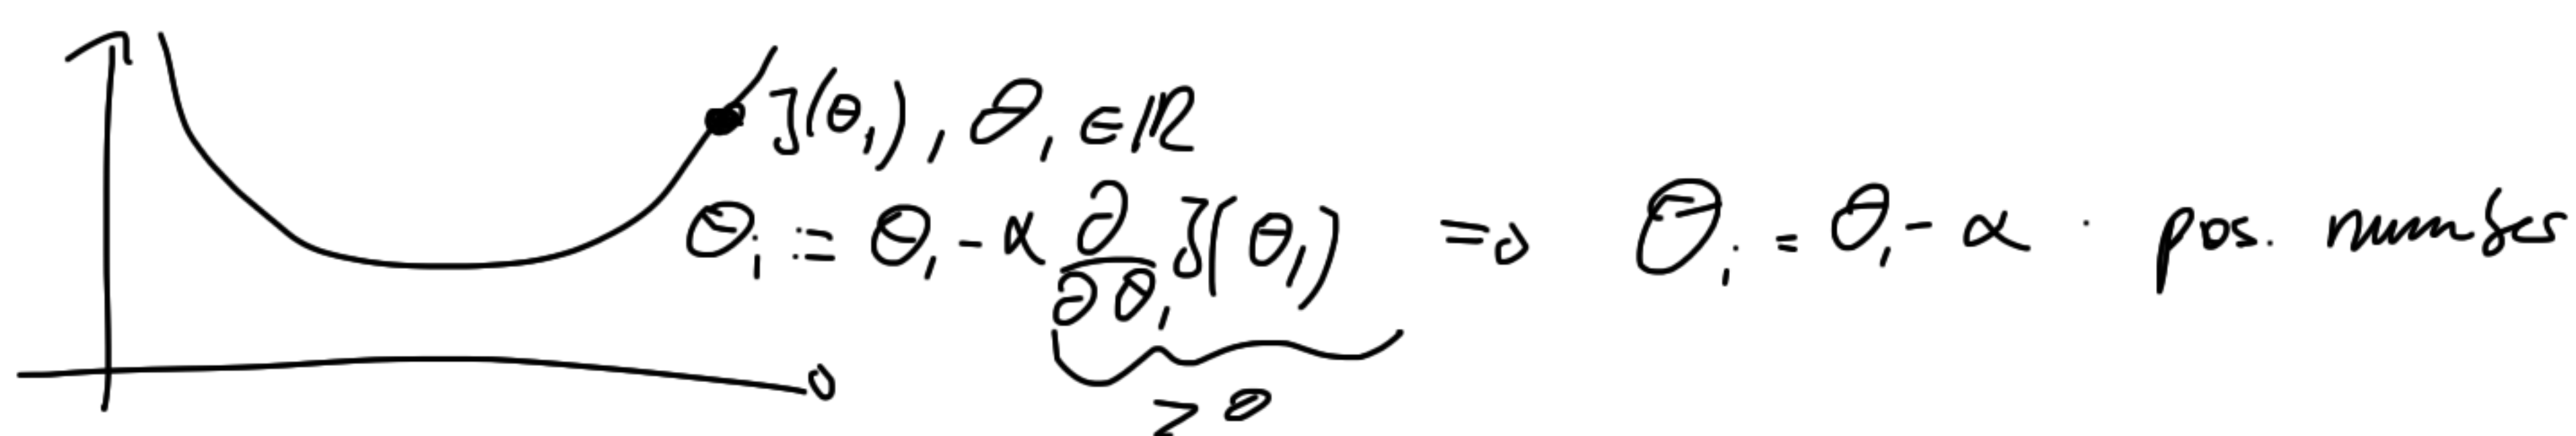 J(θ₁), θ₁ ∈ ℝ
θ₁ := θ₁ - α ∂/∂θ₁ J(θ₁) ⇒ θ₁ = θ₁ - α · pos. number
≥ 0